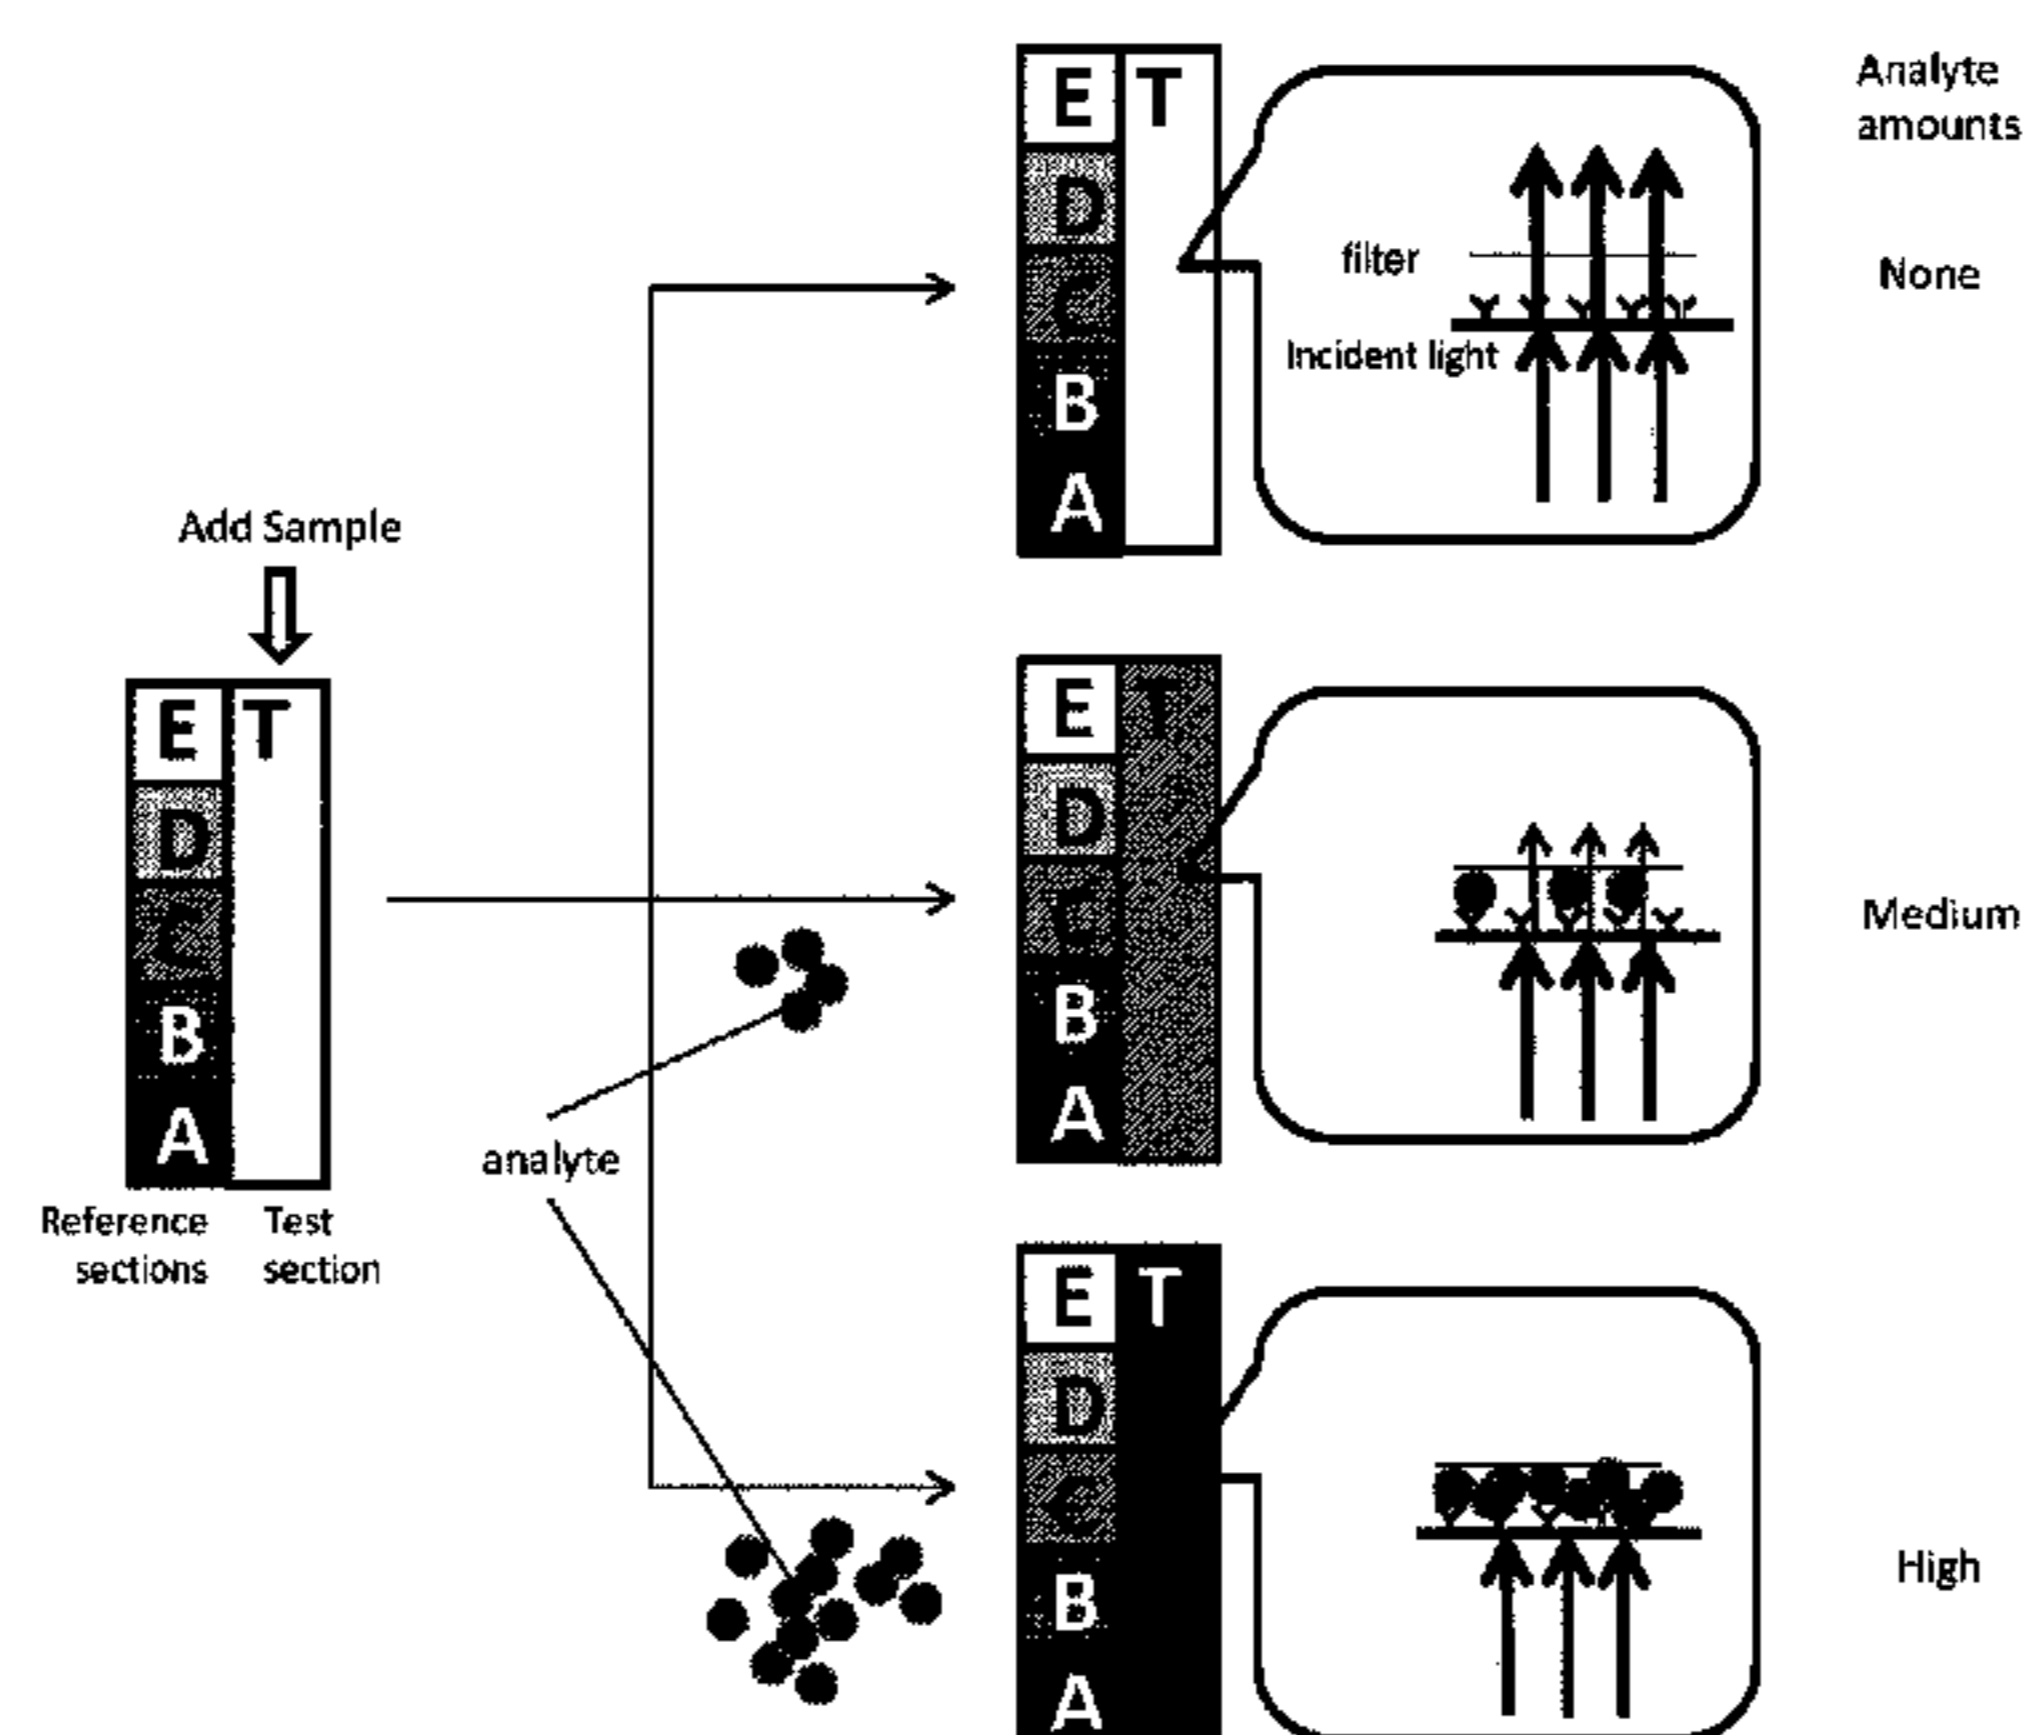 Analyte
amounts
E T
D
C
B
A
filter
Incident light
None
Add Sample
E T
D
C
B
A
Reference
sections
Test
section
analyte
E T
D
C
B
A
Medium
E T
D
C
B
A
High